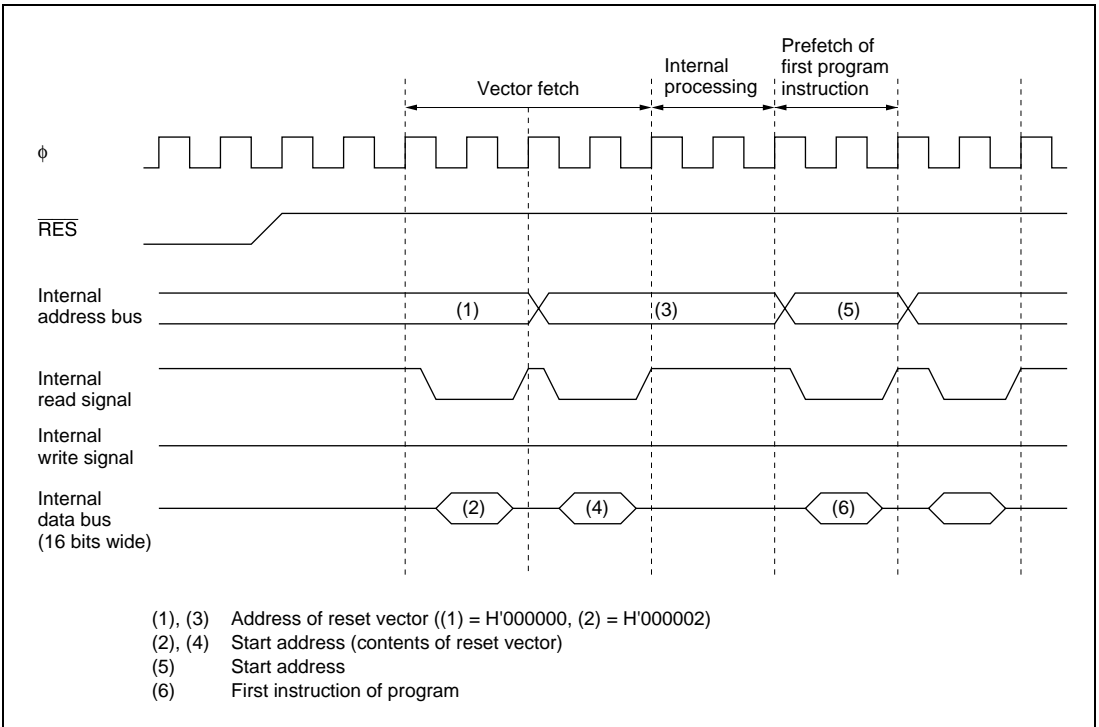 Prefetch of
first program
instruction
Internal
processing
Vector fetch
ϕ
RES
Internal
address bus
(1)
(3)
(5)
Internal
read signal
Internal
write signal
Internal
data bus
(16 bits wide)
(2)
(4)
(6)
(1), (3) Address of reset vector ((1) = H'000000, (2) = H'000002)
(2), (4) Start address (contents of reset vector)
(5) Start address
(6) First instruction of program